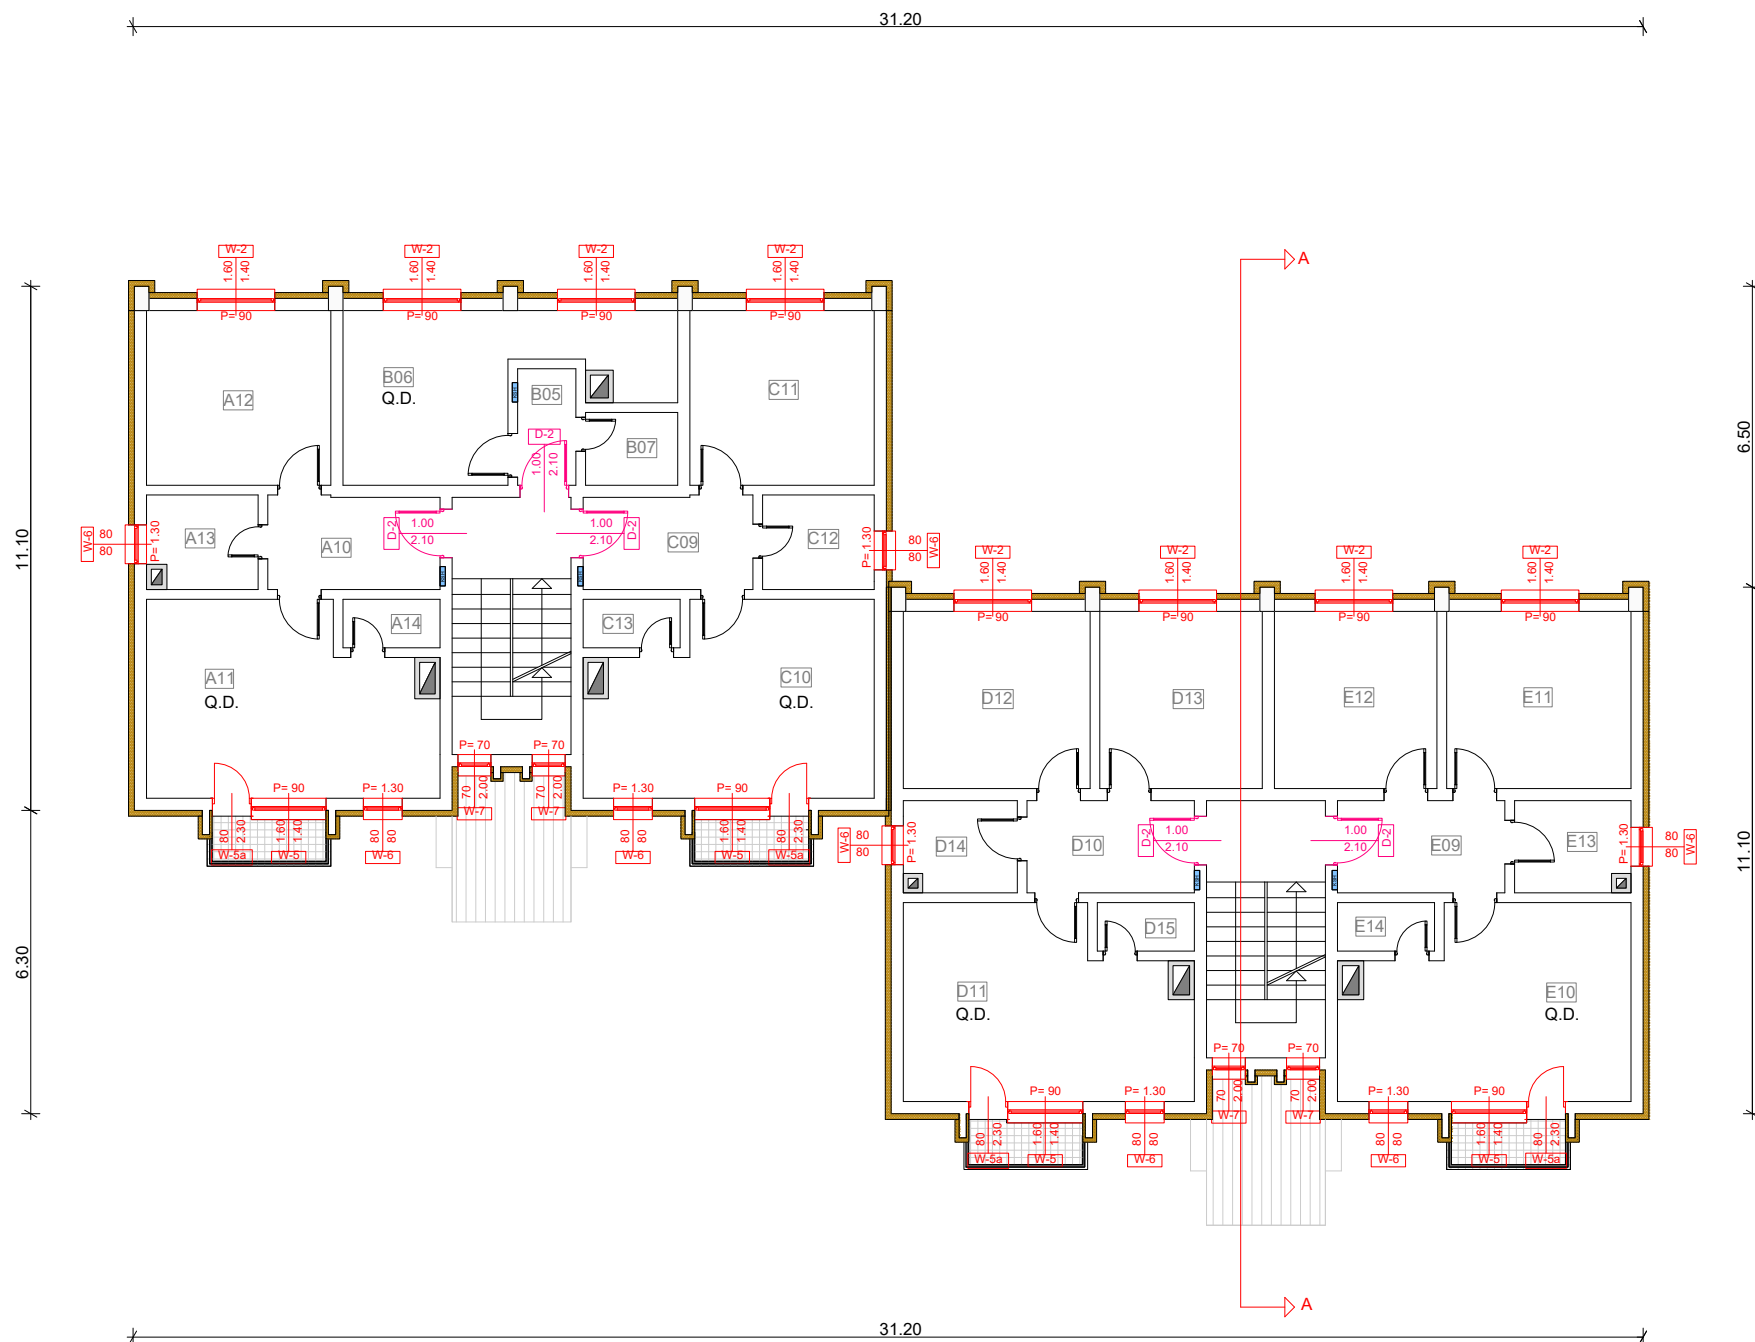 31.20
W-2 W-2 W-2 W-2
1.60 1.40 1.60 1.40 1.60 1.40 1.60 1.40
A
P= 90 P= 90 P= 90 P= 90
B06
Q.D.
A12
B05
C11
6.50
D-2
B07
1.00
2.10
W-6 80 80 P= 1.30
A13
A10
D-2 1.00 2.10
1.00 2.10 D-2
C09
C12
P= 1.30 80 80 W-6
11.10
W-2 W-2 W-2 W-2
1.60 1.40 1.60 1.40 1.60 1.40 1.60 1.40
P= 90 P= 90 P= 90 P= 90
A14
C13
A11
Q.D.
C10
Q.D.
D12
D13
E12
E11
P= 70 P= 70
P= 90 P= 1.30 P= 1.30 P= 90
70 2.00 70 2.00
W-7 W-7
80 2.30 1.60 1.40 80 80 80 80 1.60 1.40 80 2.30
W-5a W-5 W-6 W-6 W-5 W-5a
W-6 80 80 P= 1.30
D14
D10
D-2 1.00 2.10
1.00 2.10 D-2
E09
E13
P= 1.30 80 80 W-6
11.10
D15
E14
6.30
D11
Q.D.
E10
Q.D.
P= 70 P= 70
P= 90 P= 1.30 P= 1.30 P= 90
70 2.00 70 2.00
W-7 W-7
80 2.30 1.60 1.40 80 80 80 80 1.60 1.40 80 2.30
W-5a W-5 W-6 W-6 W-5 W-5a
A
31.20